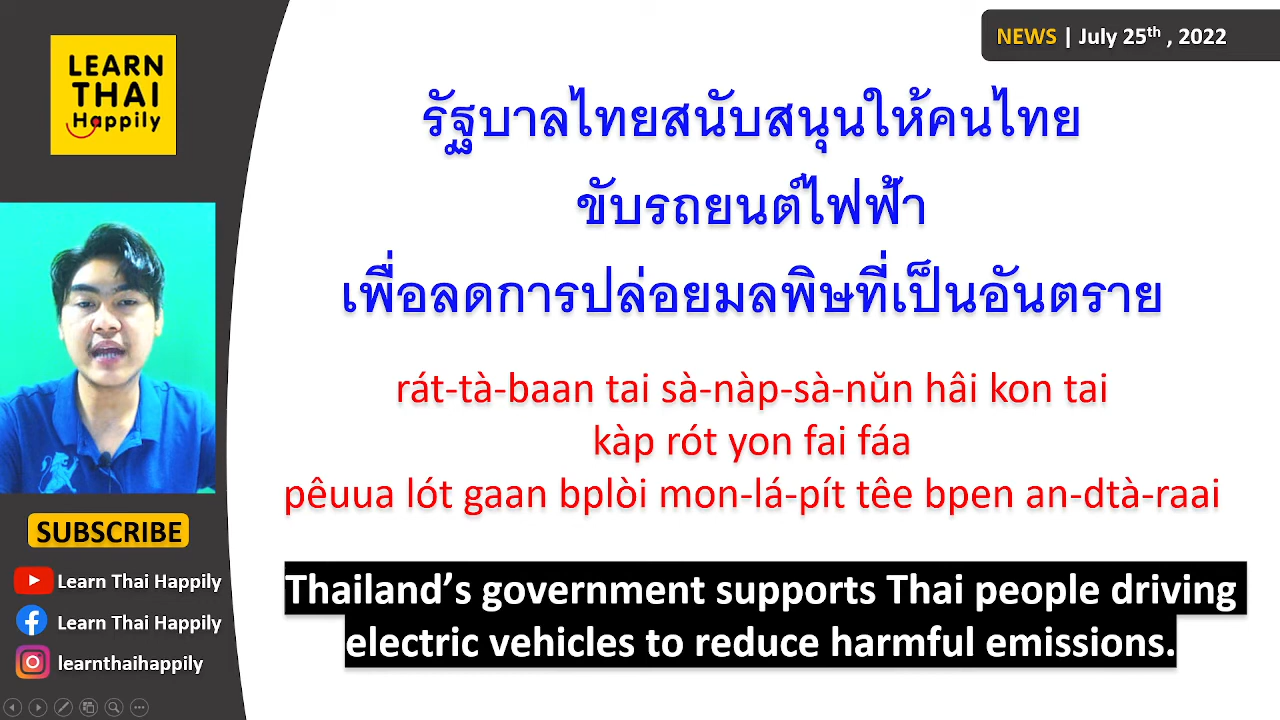 LEARN
THAI
Happily
NEWS | July 25th , 2022
รัฐบาลไทยสนับสนุนให้คนไทย
ขับรถยนต์ไฟฟ้า
เพื่อลดการปล่อยมลพิษที่เป็นอันตราย
rát-tà-baan tai sà-nàp-sà-nŭn hâi kon tai
kàp rót yon fai fáa
pêuua lót gaan bplòi mon-lá-pít têe bpen an-dtà-raai
Thailand’s government supports Thai people driving
electric vehicles to reduce harmful emissions.
SUBSCRIBE
Learn Thai Happily
Learn Thai Happily
learnthaihappily